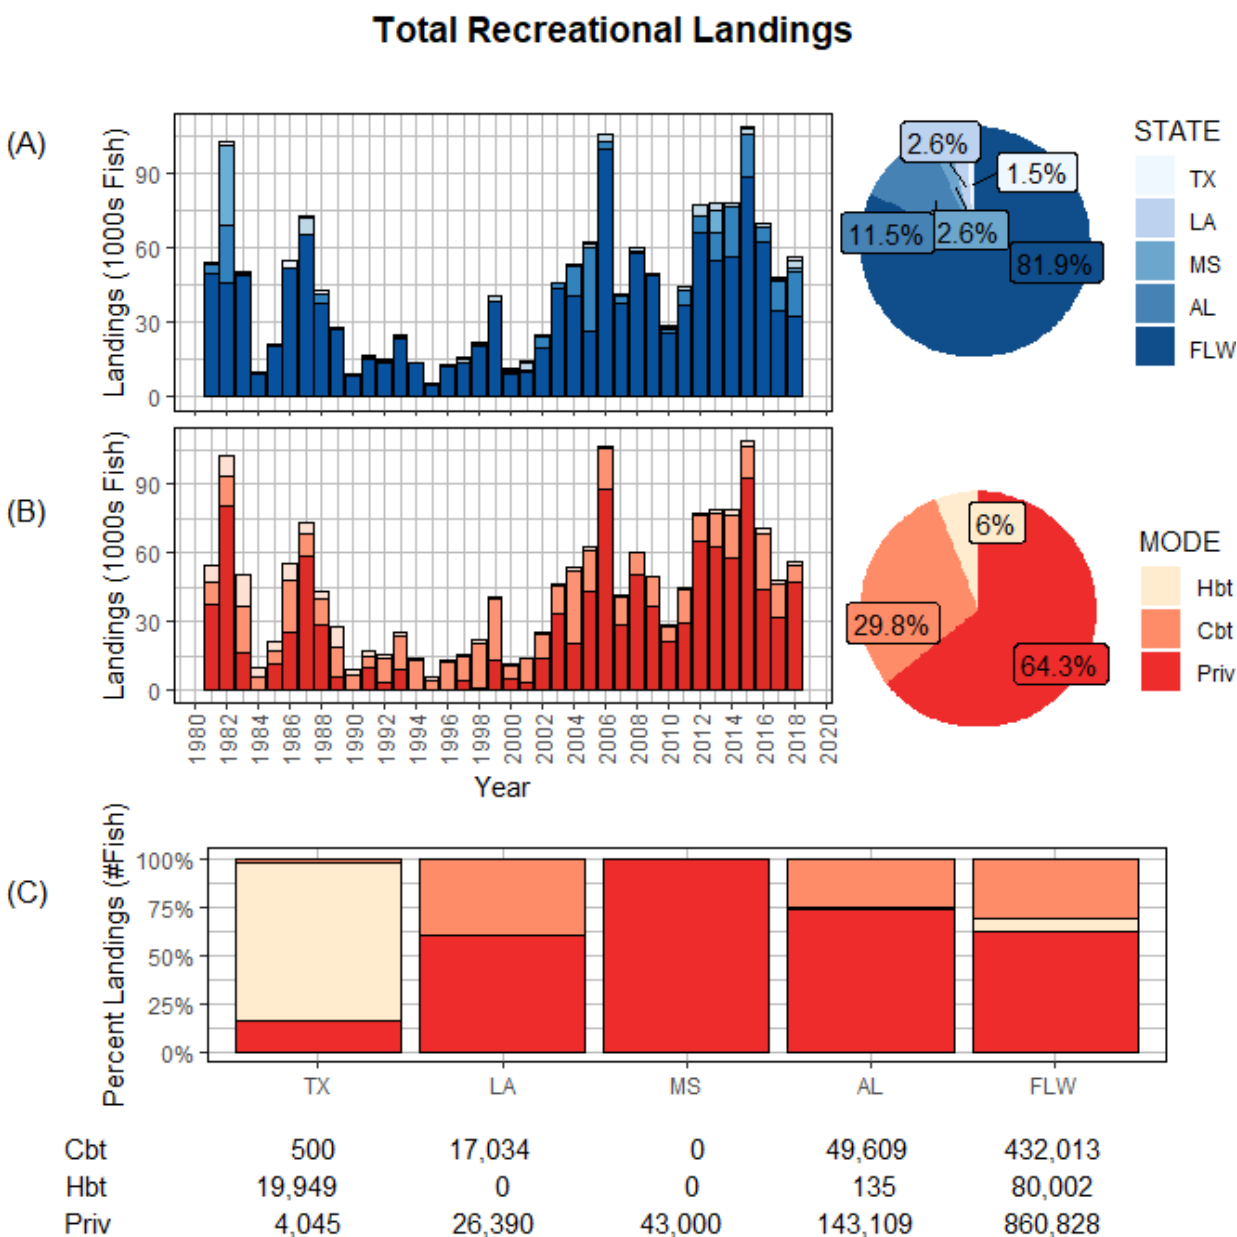 Total Recreational Landings
(A)
Landings (1000s Fish)
90
60
30
0
2.6%
1.5%
11.5%
2.6%
81.9%
STATE
TX
LA
MS
AL
FLW
(B)
Landings (1000s Fish)
90
60
30
0
1980
1982
1984
1986
1988
1990
1992
1994
1996
1998
2000
2002
2004
2006
2008
2010
2012
2014
2016
2018
2020
Year
6%
29.8%
64.3%
MODE
Hbt
Cbt
Priv
(C)
Percent Landings (#Fish)
100%
75%
50%
25%
0%
TX LA MS AL FLW
Cbt 500 17,034 0 49,609 432,013
Hbt 19,949 0 0 135 80,002
Priv 4,045 26,390 43,000 143,109 860,828